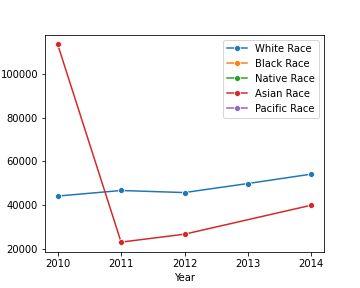 White Race
Black Race
Native Race
Asian Race
Pacific Race
100000
80000
60000
40000
20000
2010 2011 2012 2013 2014
Year